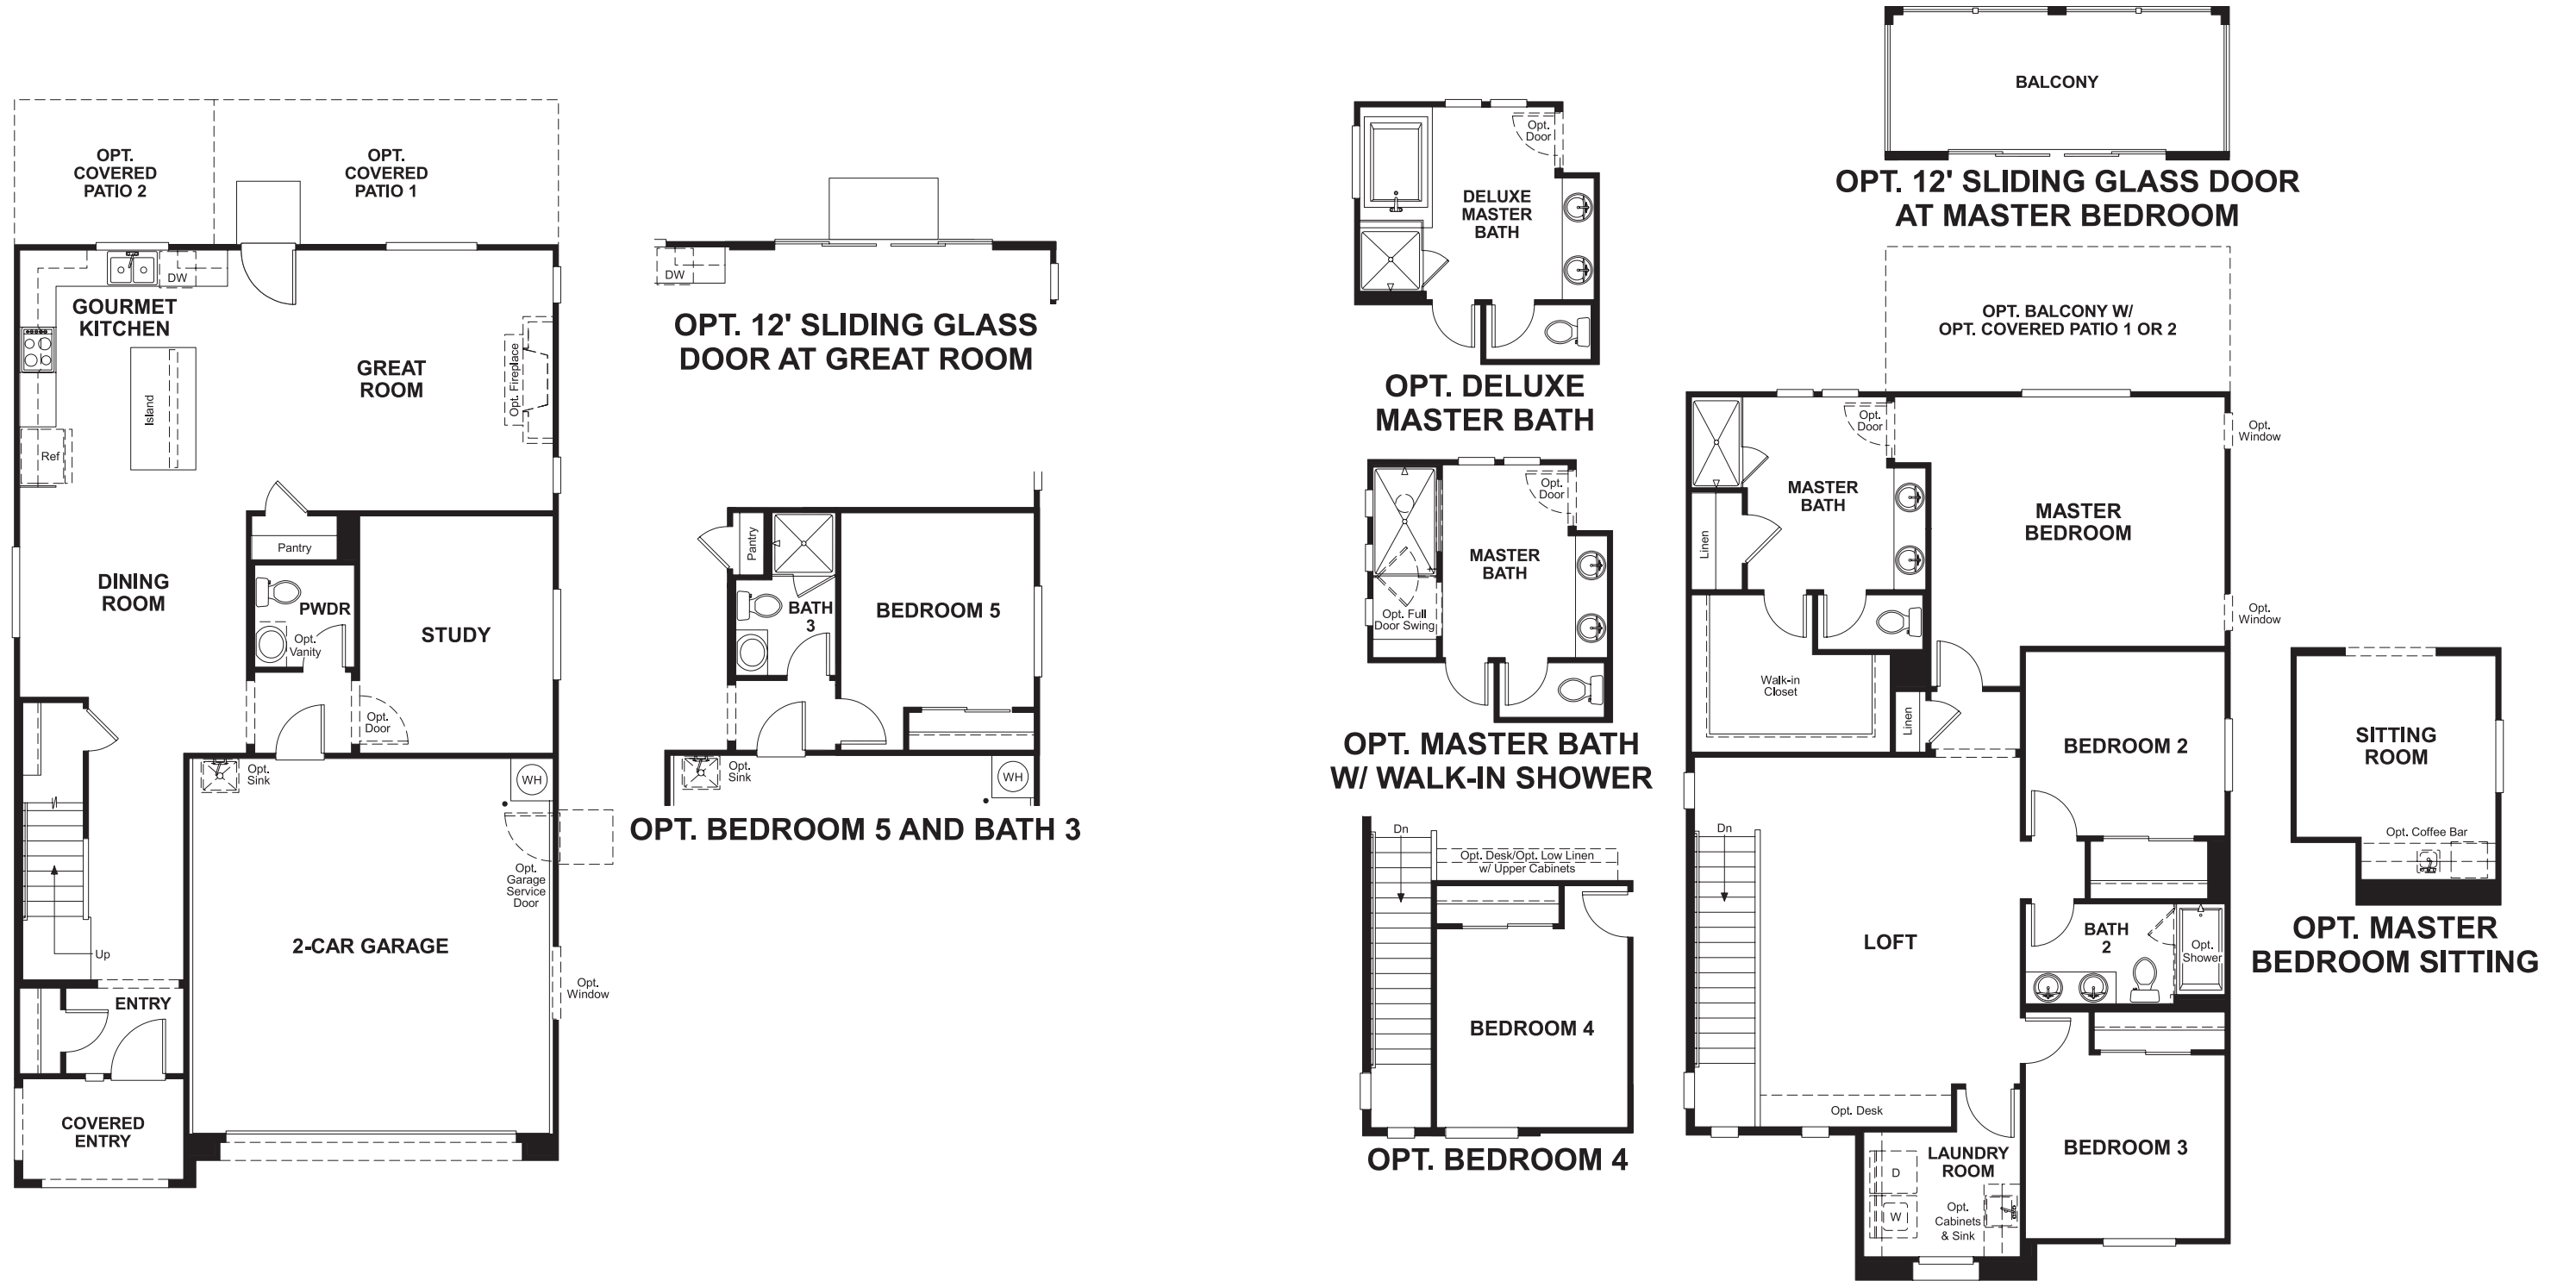 OPT.
COVERED
PATIO 2
OPT.
COVERED
PATIO 1
DW
GOURMET
KITCHEN
Island
GREAT
ROOM
Opt. Fireplace
Ref
Pantry
DINING
ROOM
PWDR
Opt.
Vanity
STUDY
Opt.
Door
Opt.
Sink
WH
Opt.
Garage
Service
Door
Up
2-CAR GARAGE
Opt.
Window
ENTRY
COVERED
ENTRY
DW
OPT. 12' SLIDING GLASS
DOOR AT GREAT ROOM
Pantry
BATH
3
BEDROOM 5
Opt.
Sink
WH
OPT. BEDROOM 5 AND BATH 3
Opt.
Door
DELUXE
MASTER
BATH
OPT. DELUXE
MASTER BATH
Opt.
Door
MASTER
BATH
Opt. Full
Door Swing
OPT. MASTER BATH
W/ WALK-IN SHOWER
Dn
Opt. Desk/Opt. Low Linen
w/ Upper Cabinets
BEDROOM 4
OPT. BEDROOM 4
BALCONY
OPT. 12' SLIDING GLASS DOOR
AT MASTER BEDROOM
OPT. BALCONY W/
OPT. COVERED PATIO 1 OR 2
Opt.
Door
Opt.
Window
MASTER
BATH
MASTER
BEDROOM
Linen
Opt.
Window
Walk-in
Closet
Linen
BEDROOM 2
Dn
LOFT
BATH
2
Opt.
Shower
Opt. Desk
LAUNDRY
ROOM
D
W
Opt.
Cabinets
& Sink
BEDROOM 3
SITTING
ROOM
Opt. Coffee Bar
OPT. MASTER
BEDROOM SITTING